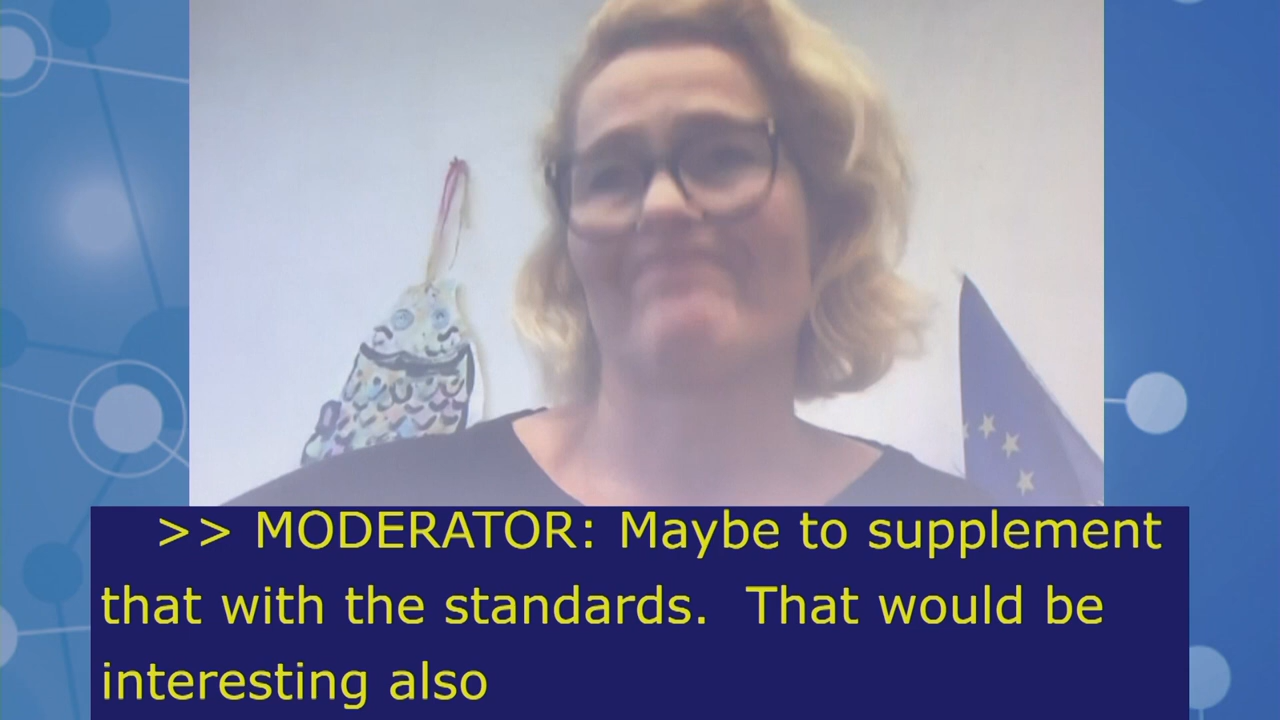 >> MODERATOR: Maybe to supplement
that with the standards.  That would be
interesting also